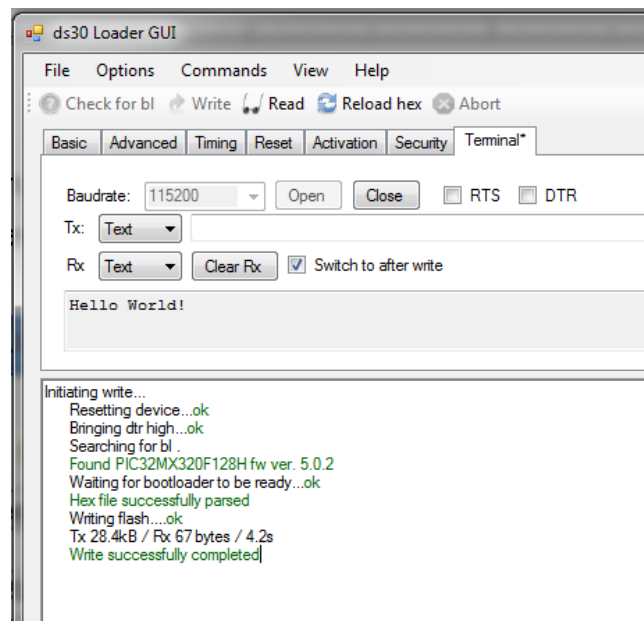 ds30 Loader GUI
File Options Commands View Help
Check for bl Write Read Reload hex Abort
Basic Advanced Timing Reset Activation Security Terminal*
Baudrate: 115200 Open Close RTS DTR
Tx: Text
Rx Text Clear Rx Switch to after write
Hello World!
Initiating write...
Resetting device...ok
Bringing dtr high...ok
Searching for bl .
Found PIC32MX320F128H fw ver. 5.0.2
Waiting for bootloader to be ready...ok
Hex file successfully parsed
Writing flash....ok
Tx 28.4kB / Rx 67 bytes / 4.2s
Write successfully completed